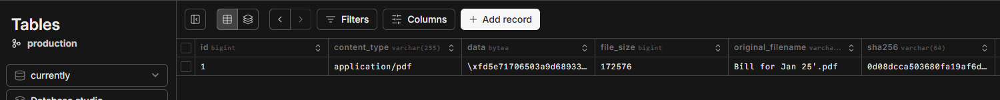 Tables
production
currently
Database studio
Filters
Columns
+ Add record
id bigint
content_type varchar(255)
data bytea
file_size bigint
original_filename varcha...
sha256 varchar(64)
1
application/pdf
\xfd5e71706503a9d68933...
172576
Bill for Jan 25'.pdf
0d08dcca503680fa19af6d...